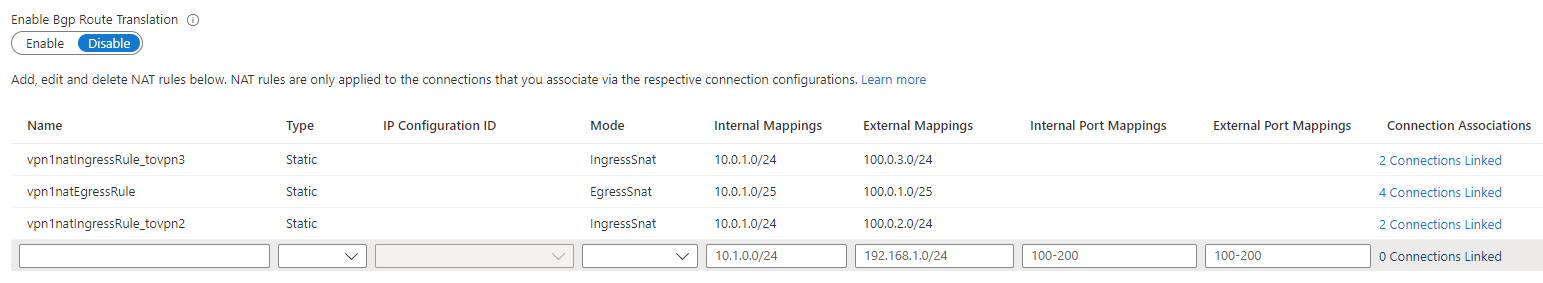 Enable Bgp Route Translation
Enable Disable
Add, edit and delete NAT rules below. NAT rules are only applied to the connections that you associate via the respective connection configurations. Learn more
Name Type IP Configuration ID Mode Internal Mappings External Mappings Internal Port Mappings External Port Mappings Connection Associations
vpn1natIngressRule_tovpn3 Static IngressSnat 10.0.1.0/24 100.0.3.0/24 2 Connections Linked
vpn1natEgressRule Static EgressSnat 10.0.1.0/25 100.0.1.0/25 4 Connections Linked
vpn1natIngressRule_tovpn2 Static IngressSnat 10.0.1.0/24 100.0.2.0/24 2 Connections Linked
10.1.0.0/24 192.168.1.0/24 100-200 100-200 0 Connections Linked